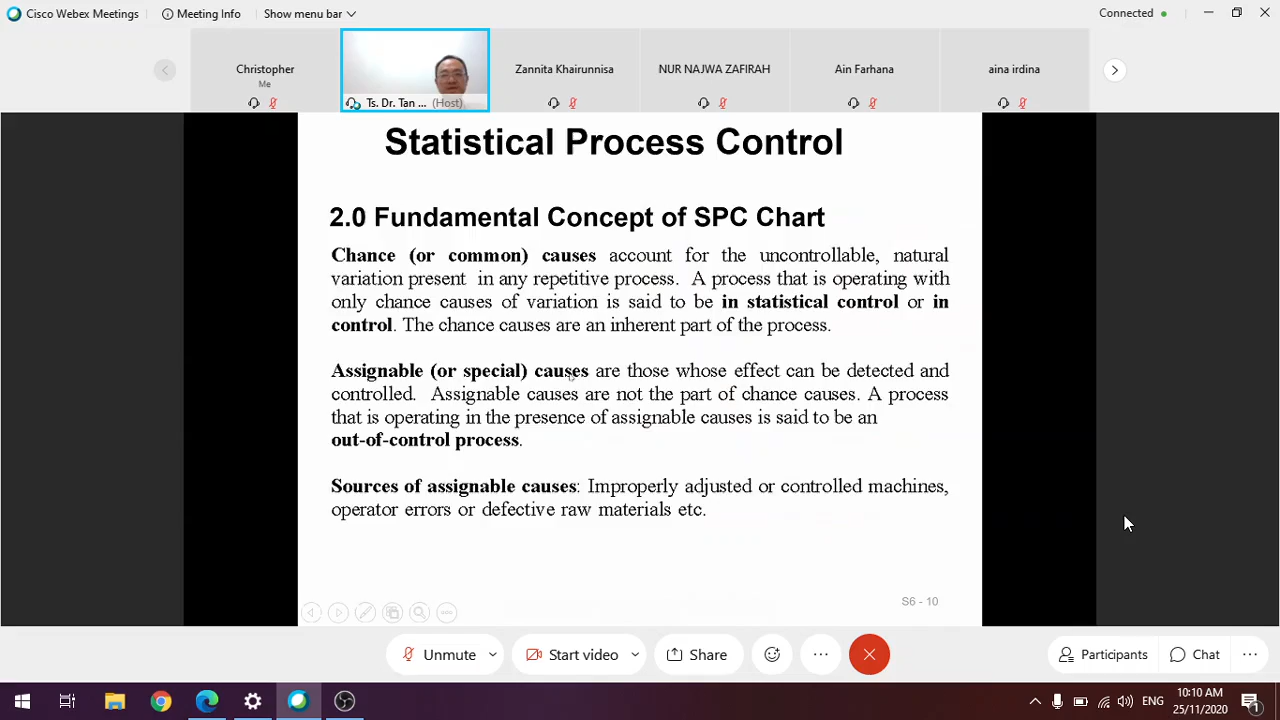 Cisco Webex Meetings
Meeting Info
Show menu bar
Connected
Christopher
Me
Ts. Dr. Tan ... (Host)
Zannita Khairunnisa
NUR NAJWA ZAFIRAH
Ain Farhana
aina irdina
Statistical Process Control
2.0 Fundamental Concept of SPC Chart
Chance (or common) causes account for the uncontrollable, natural
variation present in any repetitive process. A process that is operating with
only chance causes of variation is said to be in statistical control or in
control. The chance causes are an inherent part of the process.
Assignable (or special) causes are those whose effect can be detected and
controlled. Assignable causes are not the part of chance causes. A process
that is operating in the presence of assignable causes is said to be an
out-of-control process.
Sources of assignable causes: Improperly adjusted or controlled machines,
operator errors or defective raw materials etc.
S6 - 10
Unmute
Start video
Share
Participants
Chat
ENG
10:10 AM
25/11/2020
1